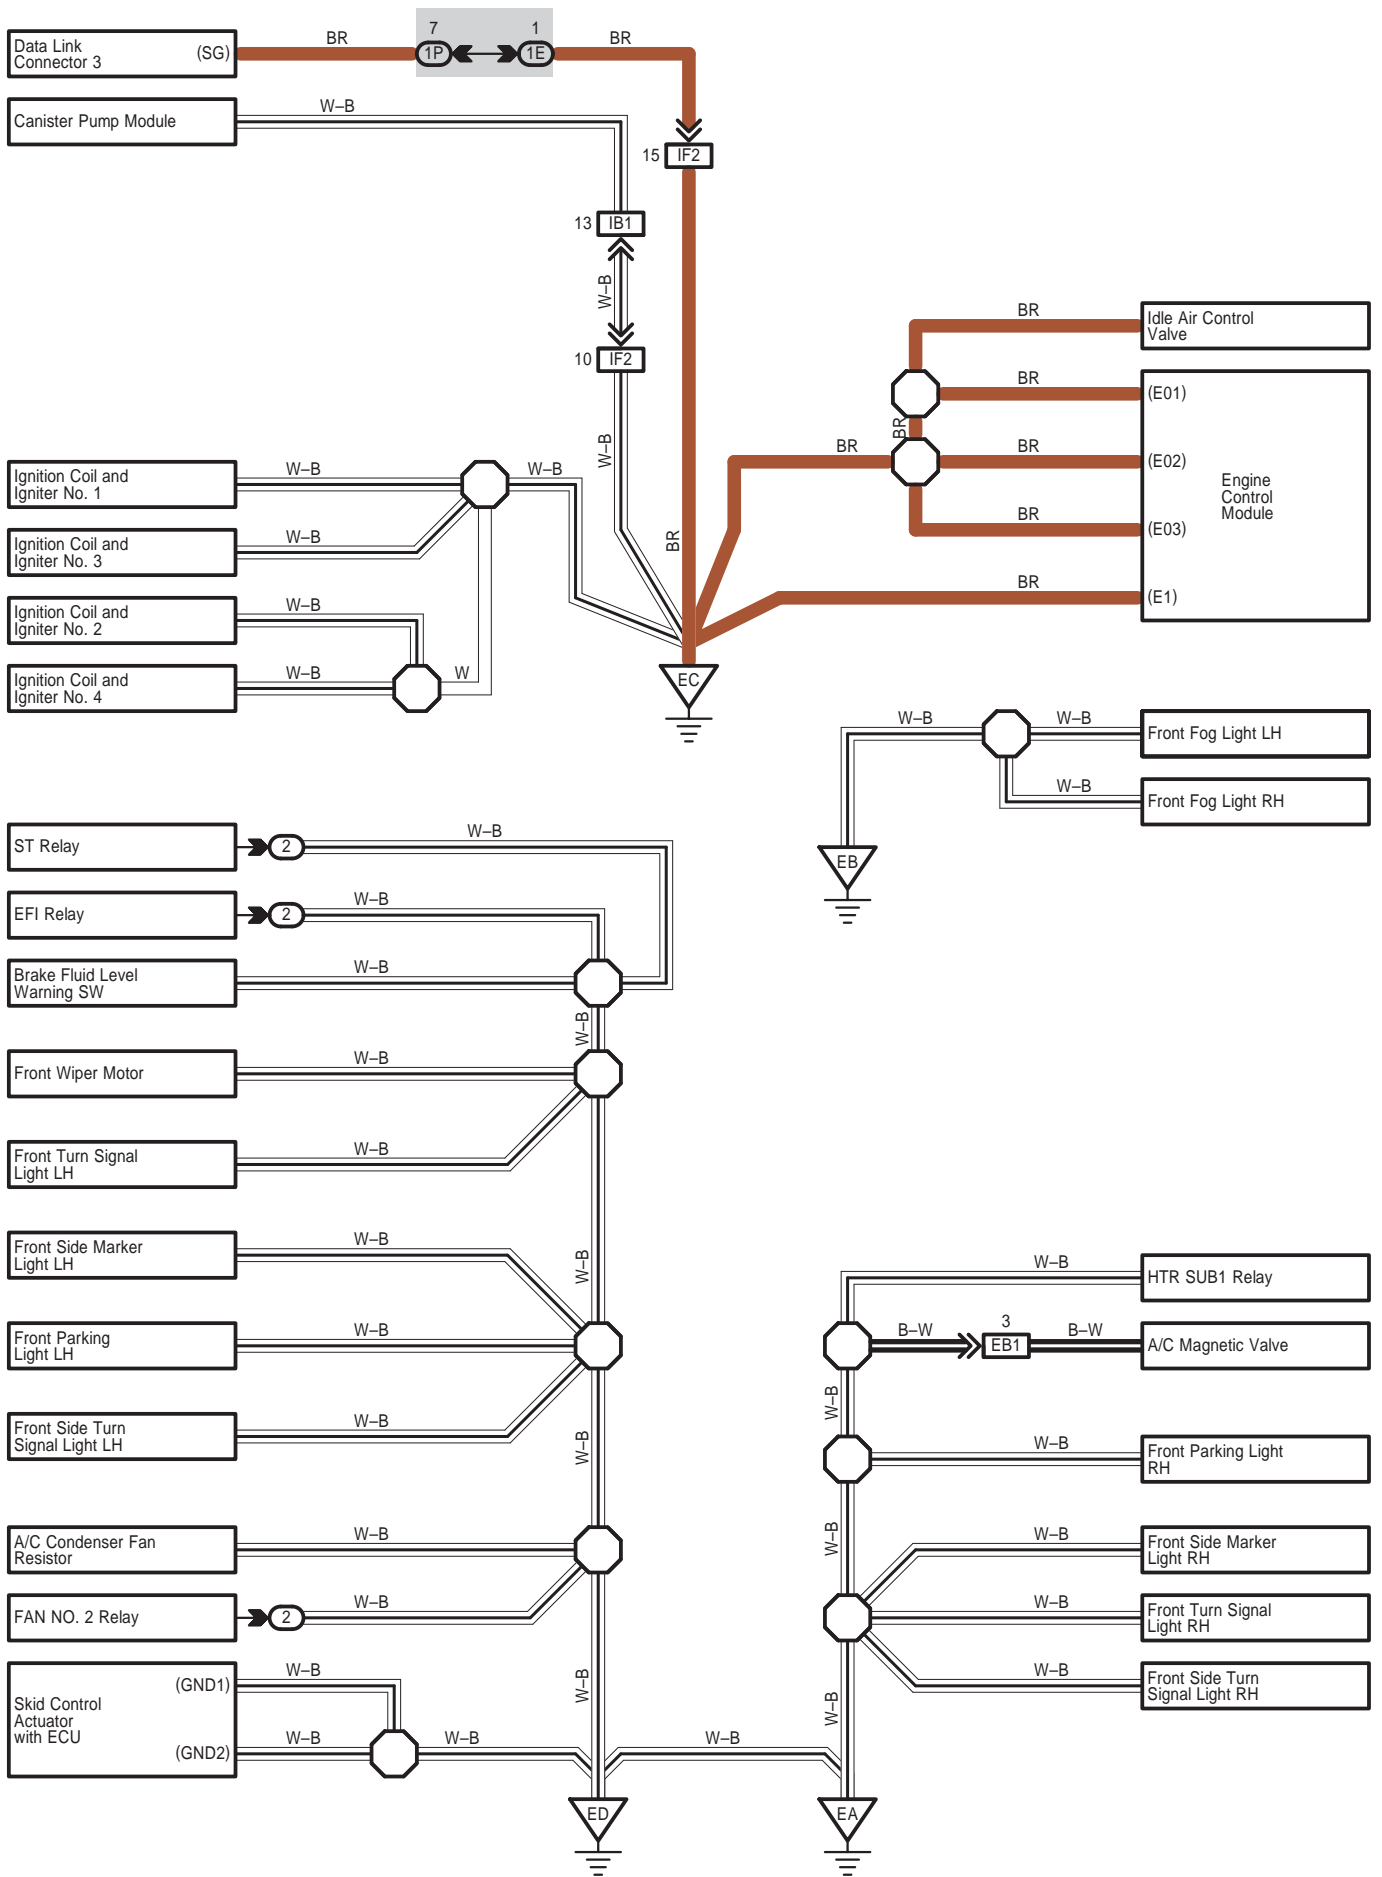 Data Link
Connector 3
(SG)
BR
7
1P
1
1E
BR
Canister Pump Module
W–B
15
IF2
13
IB1
W–B
10
IF2
W–B
BR
Idle Air Control
Valve
BR
BR
(E01)
BR
BR
BR
(E02)
BR
(E03)
BR
(E1)
Engine
Control
Module
Ignition Coil and
Igniter No. 1
W–B
W–B
Ignition Coil and
Igniter No. 3
W–B
Ignition Coil and
Igniter No. 2
W–B
Ignition Coil and
Igniter No. 4
W–B
W
EC
W–B
W–B
Front Fog Light LH
W–B
Front Fog Light RH
EB
ST Relay
2
W–B
EFI Relay
2
W–B
Brake Fluid Level
Warning SW
W–B
W–B
Front Wiper Motor
W–B
Front Turn Signal
Light LH
W–B
Front Side Marker
Light LH
W–B
W–B
Front Parking
Light LH
W–B
Front Side Turn
Signal Light LH
W–B
W–B
A/C Condenser Fan
Resistor
W–B
FAN NO. 2 Relay
2
W–B
Skid Control
Actuator
with ECU
(GND1)
W–B
(GND2)
W–B
W–B
W–B
W–B
ED
W–B
HTR SUB1 Relay
B–W
3
EB1
B–W
A/C Magnetic Valve
W–B
W–B
Front Parking Light
RH
W–B
W–B
Front Side Marker
Light RH
W–B
Front Turn Signal
Light RH
W–B
Front Side Turn
Signal Light RH
W–B
EA